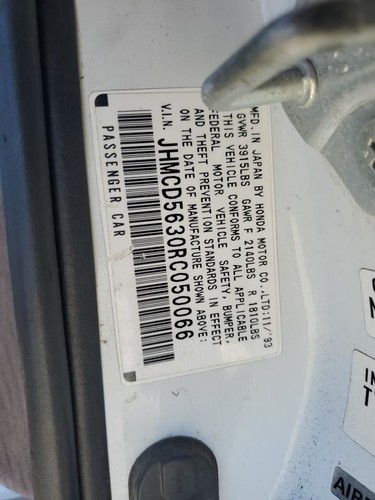 MFD. IN JAPAN BY HONDA MOTOR CO., LTD:11/'93
GVWR 3915LBS GAWR F 2140LBS R 1810LBS
THIS VEHICLE CONFORMS TO ALL APPLICABLE
FEDERAL MOTOR VEHICLE SAFETY, BUMPER,
AND THEFT PREVENTION STANDARDS IN EFFECT
ON THE DATE OF MANUFACTURE SHOWN ABOVE:
V.I.N. JHMCD5630RC050066
PASSENGER CAR